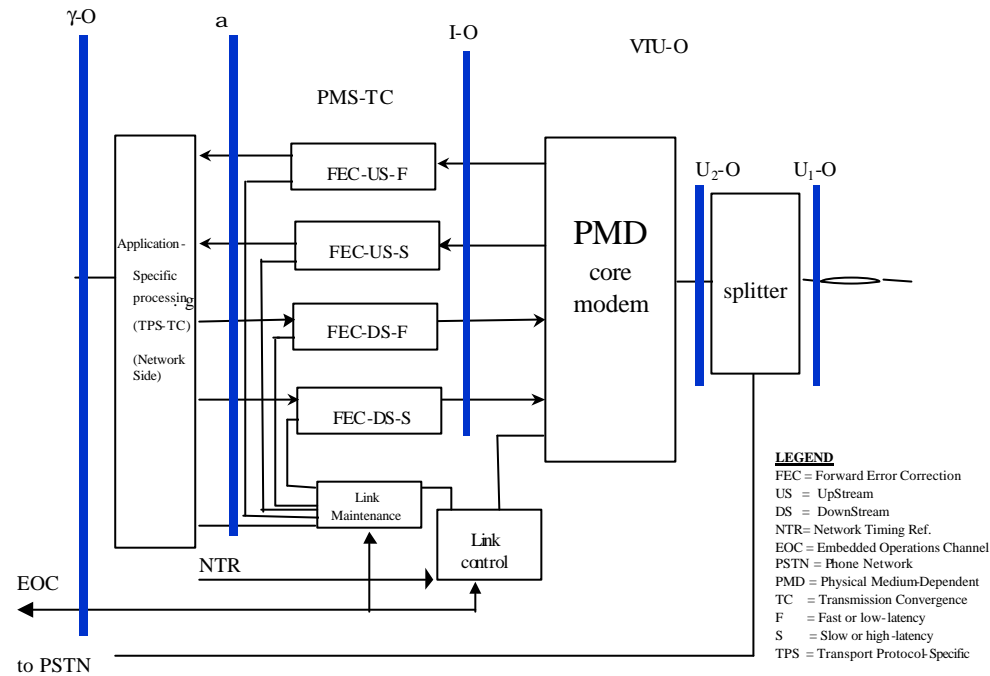 γ-O
a
I-O
VTU-O
PMS-TC
FEC-US-F
FEC-US-S
FEC-DS-F
FEC-DS-S
Application-
Specific
processing
(TPS-TC)
(Network
Side)
PMD
core
modem
U2-O
U1-O
splitter
Link
Maintenance
Link
control
NTR
EOC
to PSTN
LEGEND
FEC = Forward Error Correction
US = UpStream
DS = DownStream
NTR= Network Timing Ref.
EOC = Embedded Operations Channel
PSTN = Phone Network
PMD = Physical Medium-Dependent
TC = Transmission Convergence
F = Fast or low-latency
S = Slow or high-latency
TPS = Transport Protocol-Specific